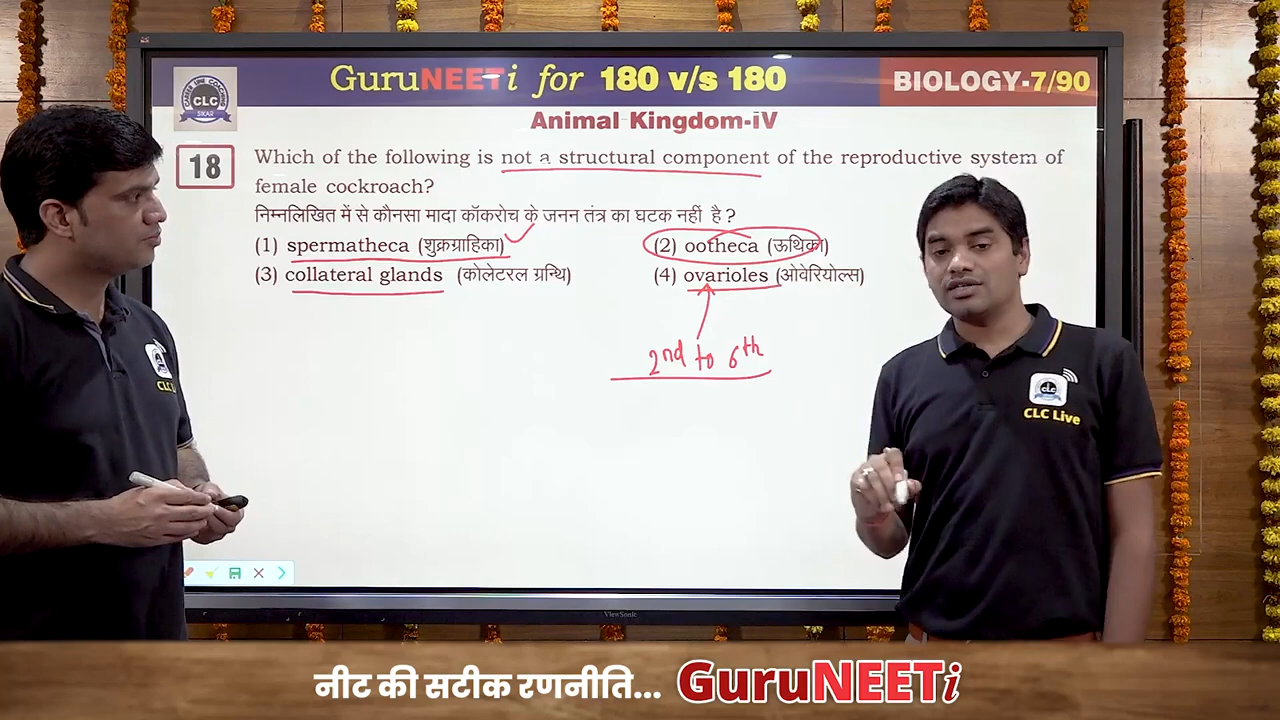 GuruNEETi for 180 v/s 180
BIOLOGY-7/90
CLC
SIKAR
Animal Kingdom-iV
18
Which of the following is not a structural component of the reproductive system of
female cockroach?
निम्नलिखित में से कौनसा मादा कॉकरोच के जनन तंत्र का घटक नहीं है ?
(1) spermatheca (शुक्रग्राहिका)
(2) ootheca (ऊथिका)
(3) collateral glands (कोलेटरल ग्रन्थि)
(4) ovarioles (ओवेरियोल्स)
2nd to 6th
CLC
CLC Live
ViewSonic
नीट की सटीक रणनीति... GuruNEETi